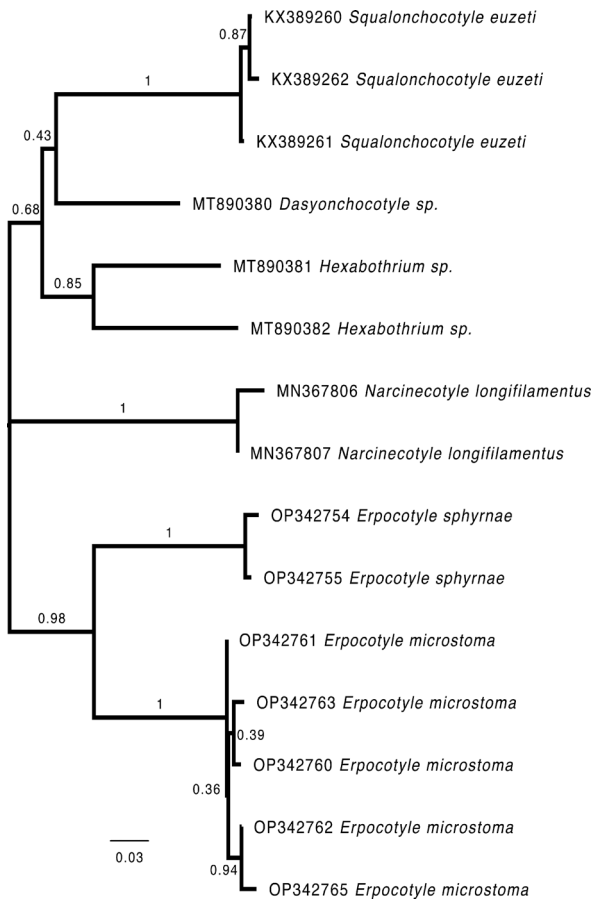 KX389260 Squalonchocotyle euzeti
0.87
KX389262 Squalonchocotyle euzeti
1
KX389261 Squalonchocotyle euzeti
0.43
MT890380 Dasyonchocotyle sp.
0.68
MT890381 Hexabothrium sp.
0.85
MT890382 Hexabothrium sp.
MN367806 Narcinecotyle longifilamentus
1
MN367807 Narcinecotyle longifilamentus
OP342754 Erpocotyle sphyrnae
1
OP342755 Erpocotyle sphyrnae
0.98
OP342761 Erpocotyle microstoma
1
OP342763 Erpocotyle microstoma
0.39
OP342760 Erpocotyle microstoma
0.36
OP342762 Erpocotyle microstoma
0.03
0.94
OP342765 Erpocotyle microstoma